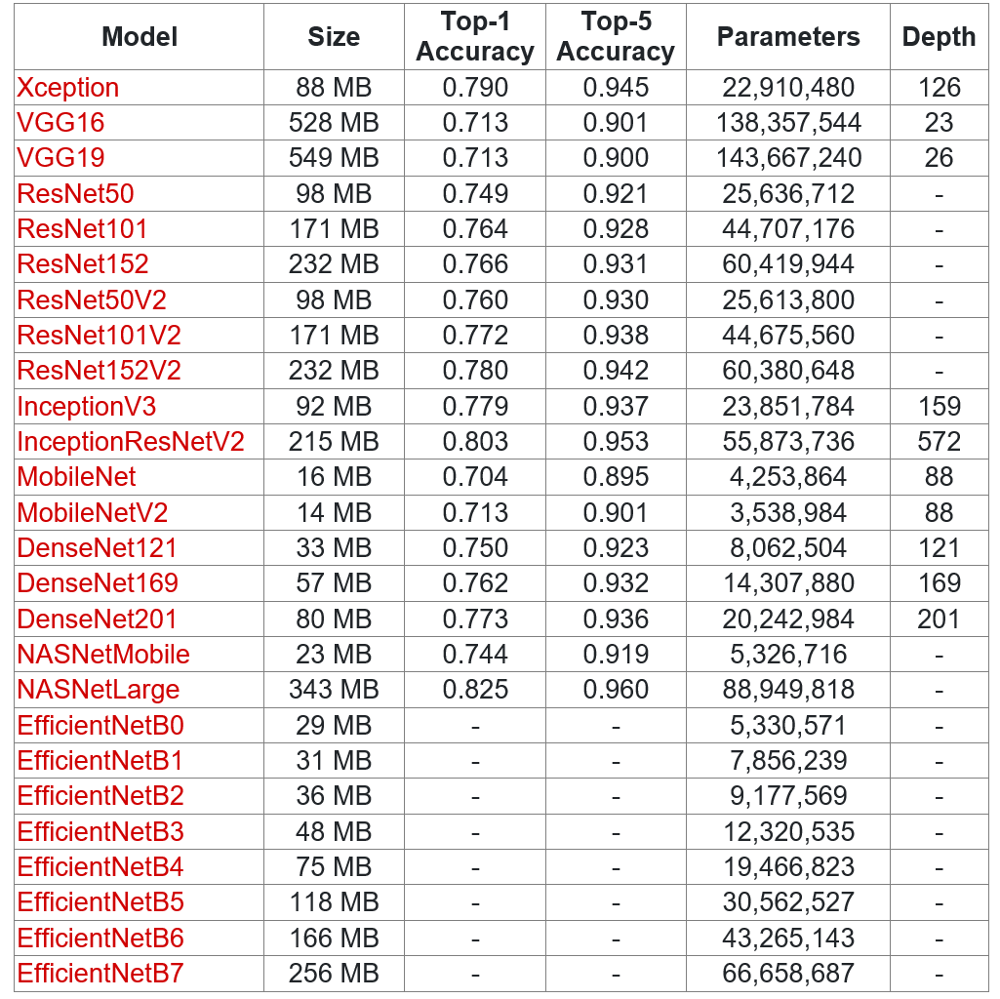 Model Size Top-1 Accuracy Top-5 Accuracy Parameters Depth
Xception 88 MB 0.790 0.945 22,910,480 126
VGG16 528 MB 0.713 0.901 138,357,544 23
VGG19 549 MB 0.713 0.900 143,667,240 26
ResNet50 98 MB 0.749 0.921 25,636,712 -
ResNet101 171 MB 0.764 0.928 44,707,176 -
ResNet152 232 MB 0.766 0.931 60,419,944 -
ResNet50V2 98 MB 0.760 0.930 25,613,800 -
ResNet101V2 171 MB 0.772 0.938 44,675,560 -
ResNet152V2 232 MB 0.780 0.942 60,380,648 -
InceptionV3 92 MB 0.779 0.937 23,851,784 159
InceptionResNetV2 215 MB 0.803 0.953 55,873,736 572
MobileNet 16 MB 0.704 0.895 4,253,864 88
MobileNetV2 14 MB 0.713 0.901 3,538,984 88
DenseNet121 33 MB 0.750 0.923 8,062,504 121
DenseNet169 57 MB 0.762 0.932 14,307,880 169
DenseNet201 80 MB 0.773 0.936 20,242,984 201
NASNetMobile 23 MB 0.744 0.919 5,326,716 -
NASNetLarge 343 MB 0.825 0.960 88,949,818 -
EfficientNetB0 29 MB - - 5,330,571 -
EfficientNetB1 31 MB - - 7,856,239 -
EfficientNetB2 36 MB - - 9,177,569 -
EfficientNetB3 48 MB - - 12,320,535 -
EfficientNetB4 75 MB - - 19,466,823 -
EfficientNetB5 118 MB - - 30,562,527 -
EfficientNetB6 166 MB - - 43,265,143 -
EfficientNetB7 256 MB - - 66,658,687 -